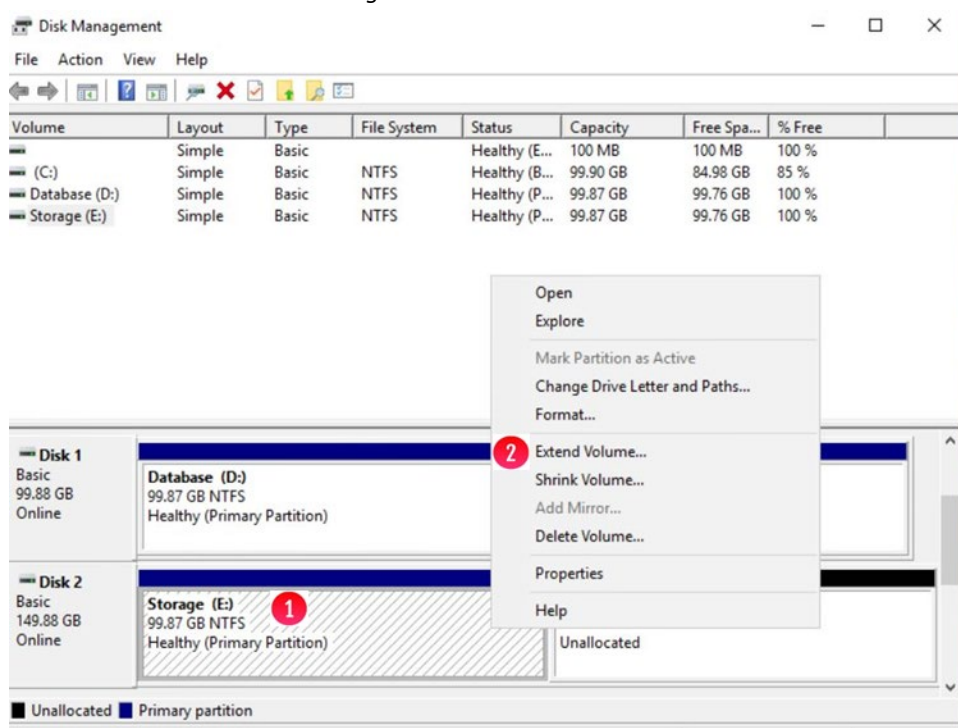 Disk Management
File Action View Help
Volume Layout Type File System Status Capacity Free Spa... % Free
Simple Basic Healthy (E... 100 MB 100 MB 100 %
(C:) Simple Basic NTFS Healthy (B... 99.90 GB 84.98 GB 85 %
Database (D:) Simple Basic NTFS Healthy (P... 99.87 GB 99.76 GB 100 %
Storage (E:) Simple Basic NTFS Healthy (P... 99.87 GB 99.76 GB 100 %
Open
Explore
Mark Partition as Active
Change Drive Letter and Paths...
Format...
2 Extend Volume...
Shrink Volume...
Add Mirror...
Delete Volume...
Properties
Help
Disk 1
Basic
99.88 GB
Online
Database (D:)
99.87 GB NTFS
Healthy (Primary Partition)
Disk 2
Basic
149.88 GB
Online
Storage (E:) 1
99.87 GB NTFS
Healthy (Primary Partition)
Unallocated
Unallocated Primary partition